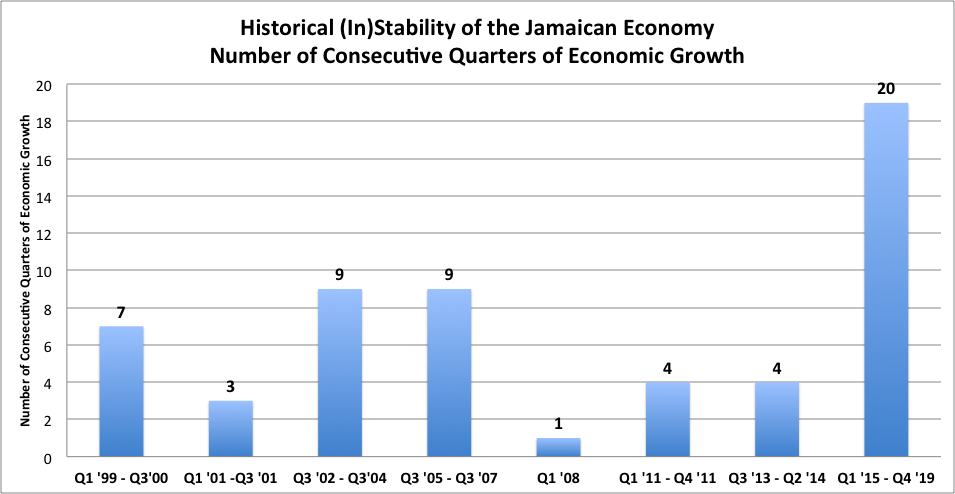 Historical (In)Stability of the Jamaican Economy
Number of Consecutive Quarters of Economic Growth
Number of Consecutive Quarters of Economic Growth
20
18
16
14
12
10
8
6
4
2
0
7
3
9
9
1
4
4
20
Q1 '99 - Q3'00
Q1 '01 -Q3 '01
Q3 '02 - Q3'04
Q3 '05 - Q3 '07
Q1 '08
Q1 '11 - Q4 '11
Q3 '13 - Q2 '14
Q1 '15 - Q4 '19